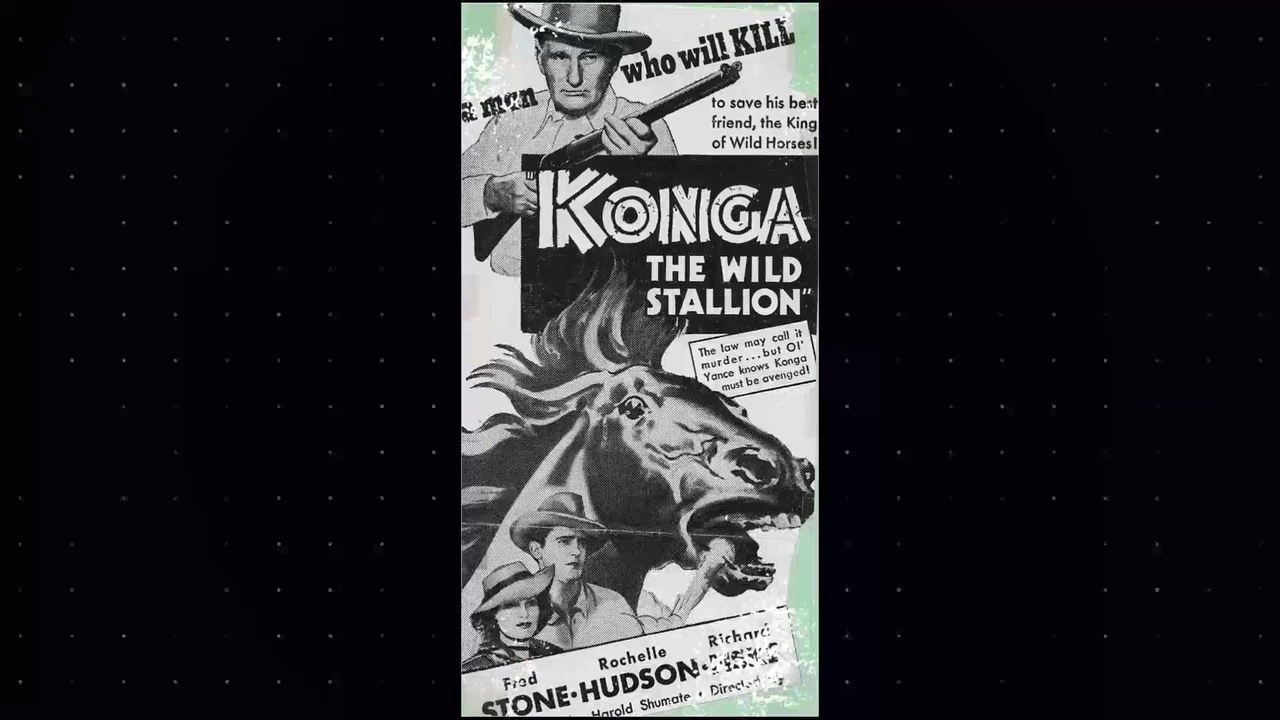 a man who will KILL
to save his best
friend, the King
of Wild Horses!
"KONGA
THE WILD
STALLION"
The law may call it
murder...but Ol'
Yance knows Konga
must be avenged!
Fred Rochelle Richard
STONE•HUDSON•
Harold Shumate • Directed